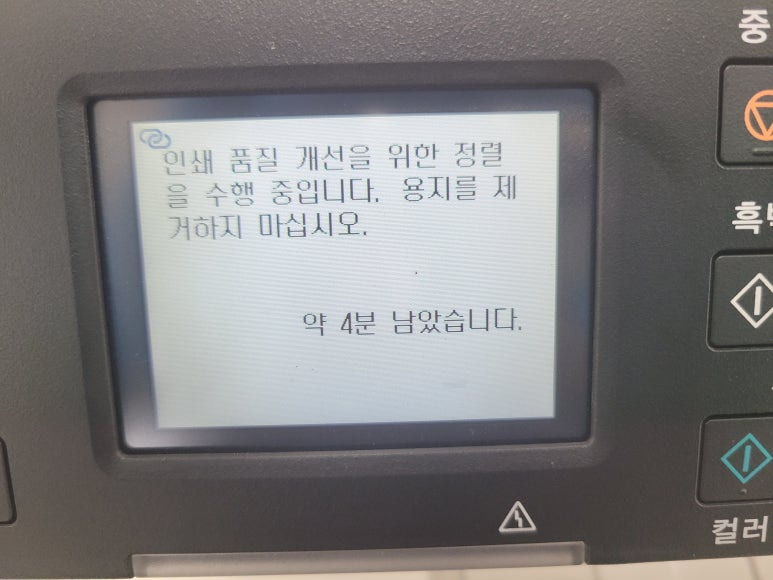 인쇄 품질 개선을 위한 정렬
을 수행 중입니다. 용지를 제
거하지 마십시오.
약 4분 남았습니다.
중
컬러